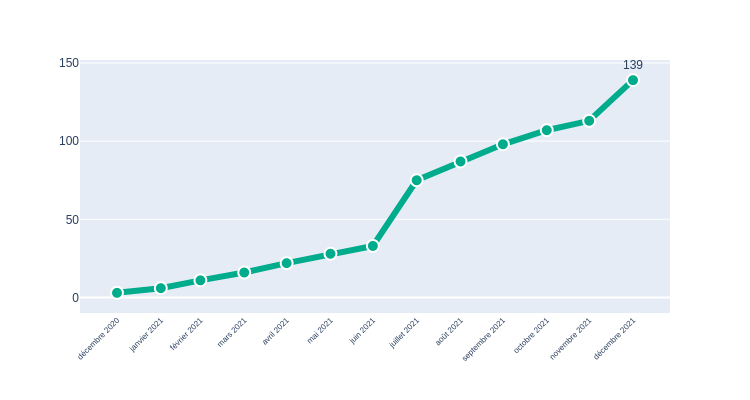 150
139
100
50
0
décembre 2020
janvier 2021
février 2021
mars 2021
avril 2021
mai 2021
juin 2021
juillet 2021
août 2021
septembre 2021
octobre 2021
novembre 2021
décembre 2021